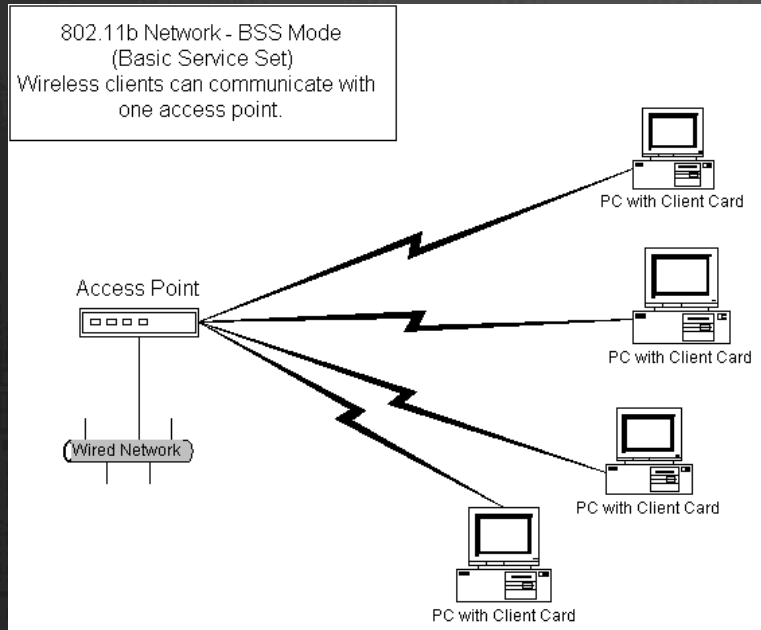 802.11b Network - BSS Mode
(Basic Service Set)
Wireless clients can communicate with
one access point.
PC with Client Card
Access Point
PC with Client Card
Wired Network
PC with Client Card
PC with Client Card